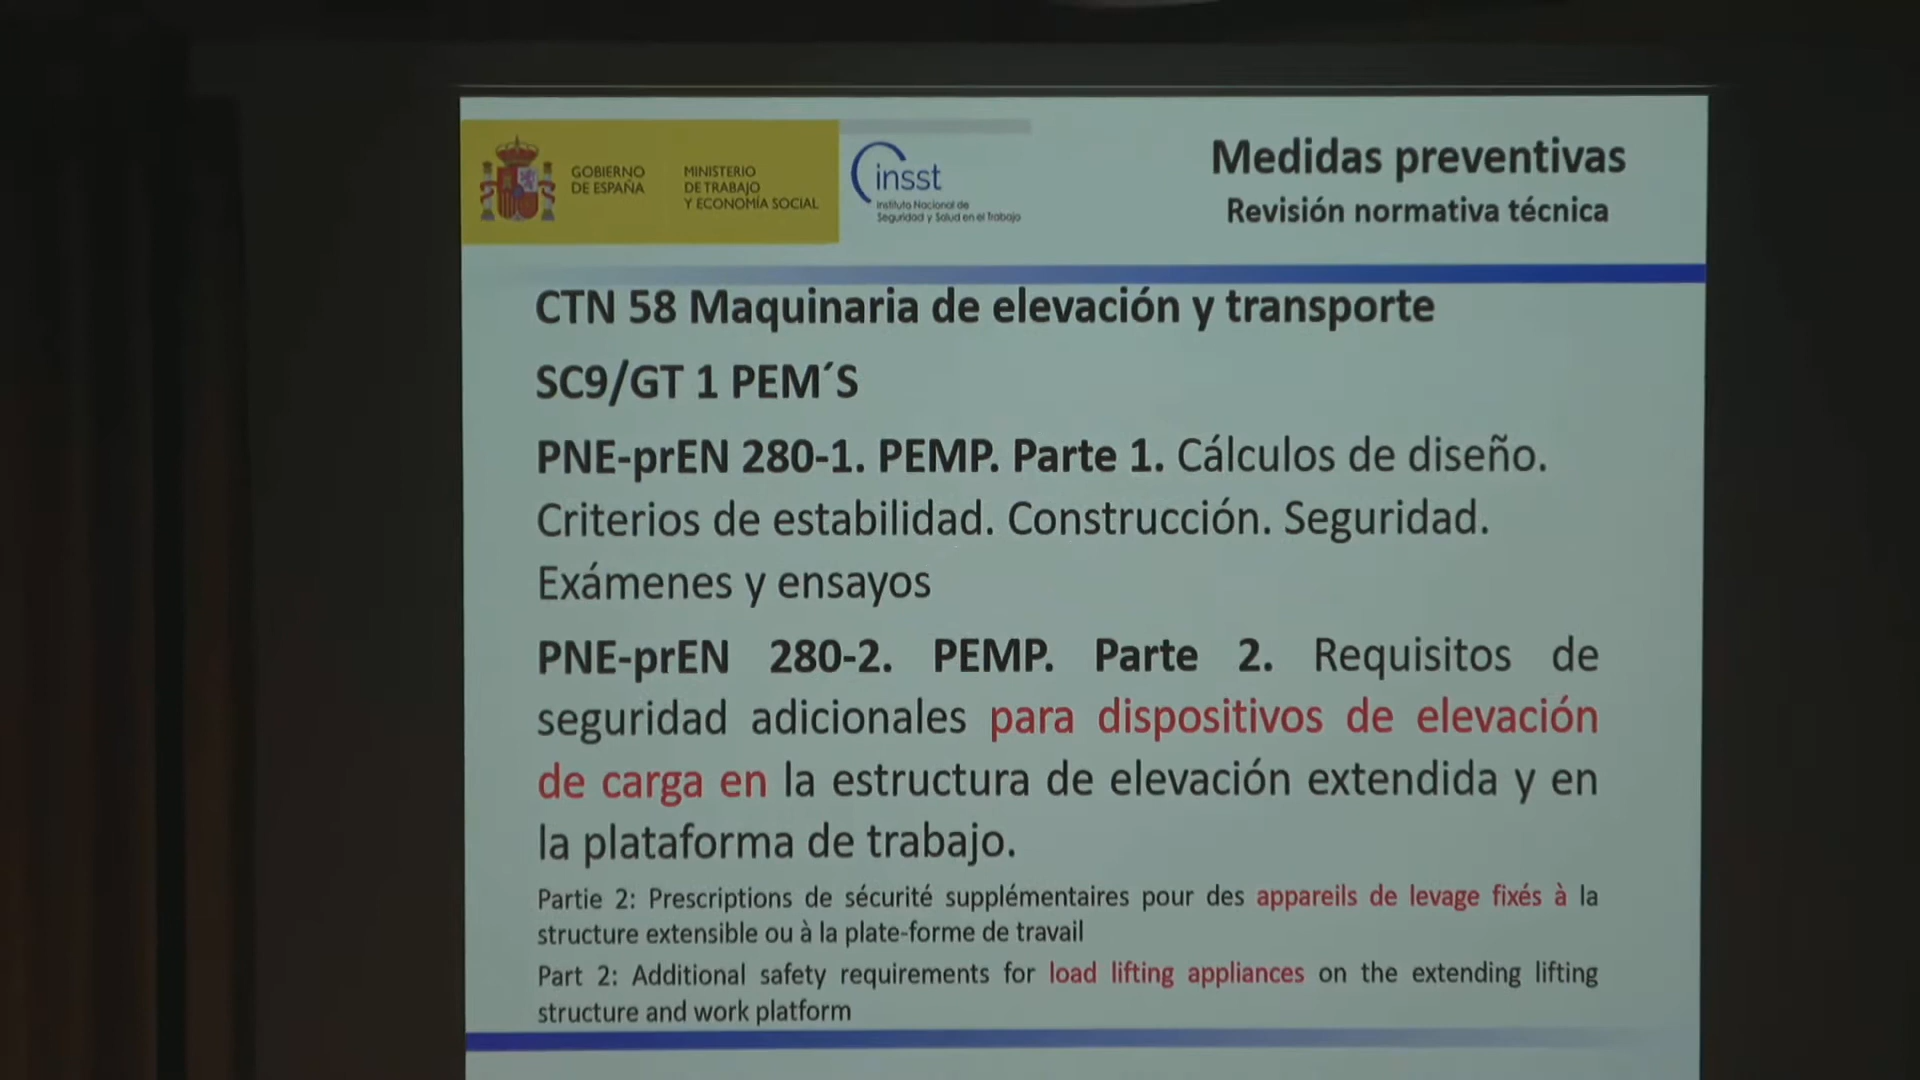 GOBIERNO
DE ESPAÑA
MINISTERIO
DE TRABAJO
Y ECONOMÍA SOCIAL
insst
Instituto Nacional de
Seguridad y Salud en el Trabajo
Medidas preventivas
Revisión normativa técnica
CTN 58 Maquinaria de elevación y transporte
SC9/GT 1 PEM´S
PNE-prEN 280-1. PEMP. Parte 1. Cálculos de diseño.
Criterios de estabilidad. Construcción. Seguridad.
Exámenes y ensayos
PNE-prEN 280-2. PEMP. Parte 2. Requisitos de
seguridad adicionales para dispositivos de elevación
de carga en la estructura de elevación extendida y en
la plataforma de trabajo.
Partie 2: Prescriptions de sécurité supplémentaires pour des appareils de levage fixés à la
structure extensible ou à la plate-forme de travail
Part 2: Additional safety requirements for load lifting appliances on the extending lifting
structure and work platform